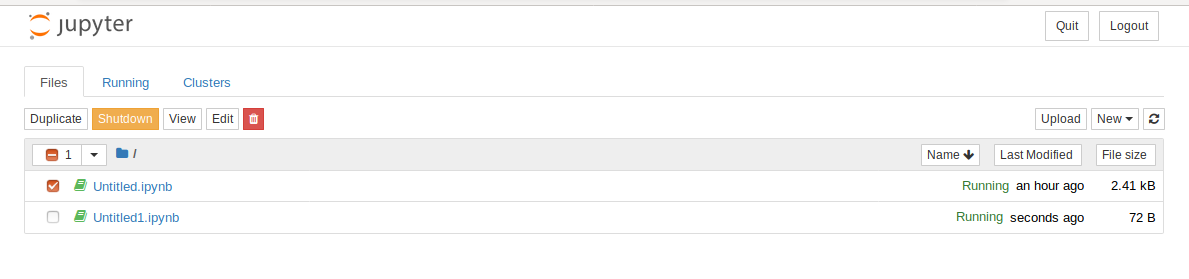 jupyter Quit Logout
Files Running Clusters
Duplicate Shutdown View Edit Upload New
1 / Name Last Modified File size
Untitled.ipynb Running an hour ago 2.41 kB
Untitled1.ipynb Running seconds ago 72 B